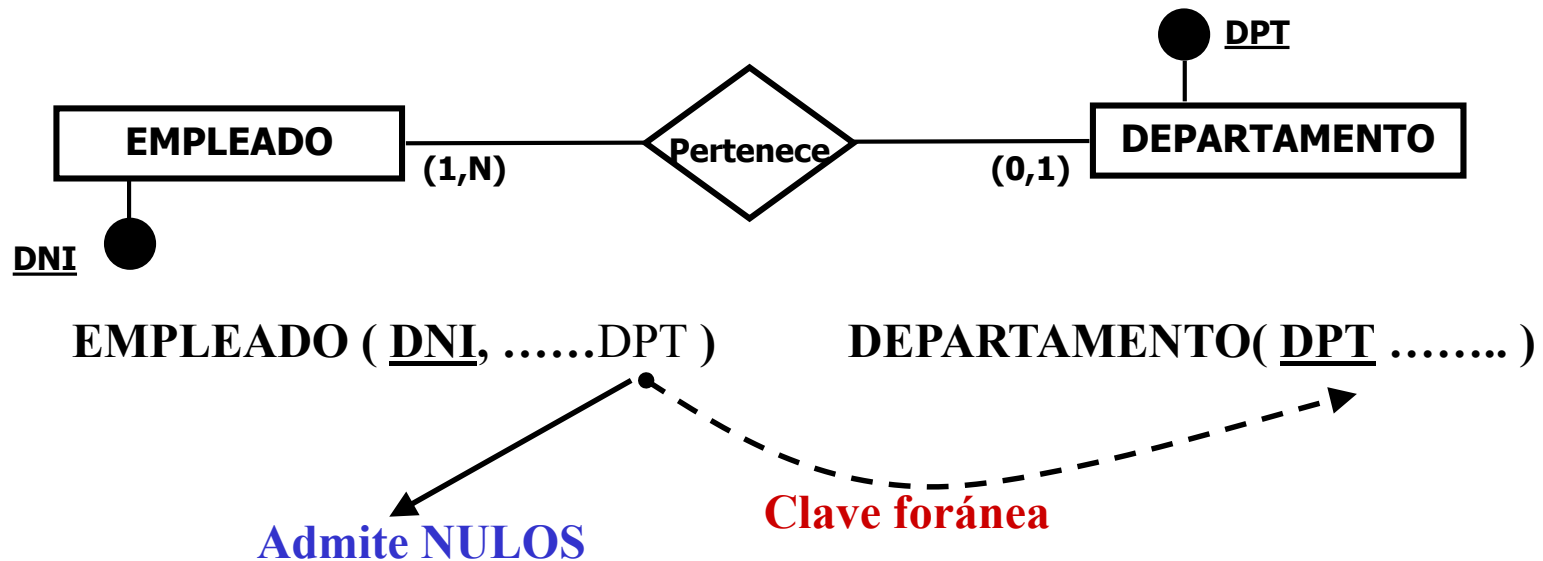 DPT
EMPLEADO
Pertenece
DEPARTAMENTO
(1,N)
(0,1)
DNI
EMPLEADO ( DNI, ……DPT )
DEPARTAMENTO( DPT …….. )
Clave foránea
Admite NULOS